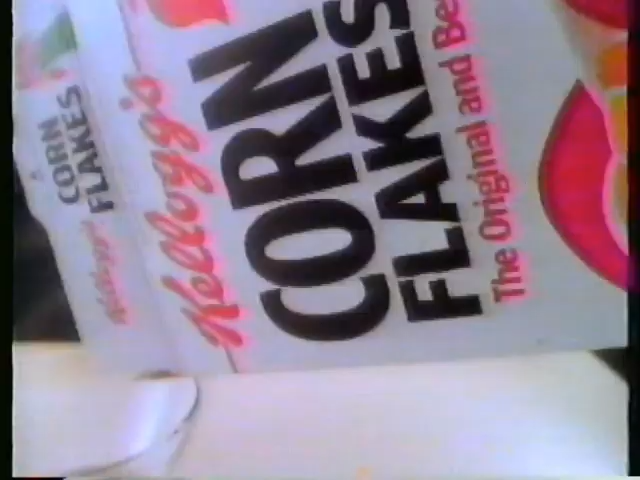 Kellogg's
CORN
FLAKES
Kellogg's
CORN
FLAKES
The Original and Be